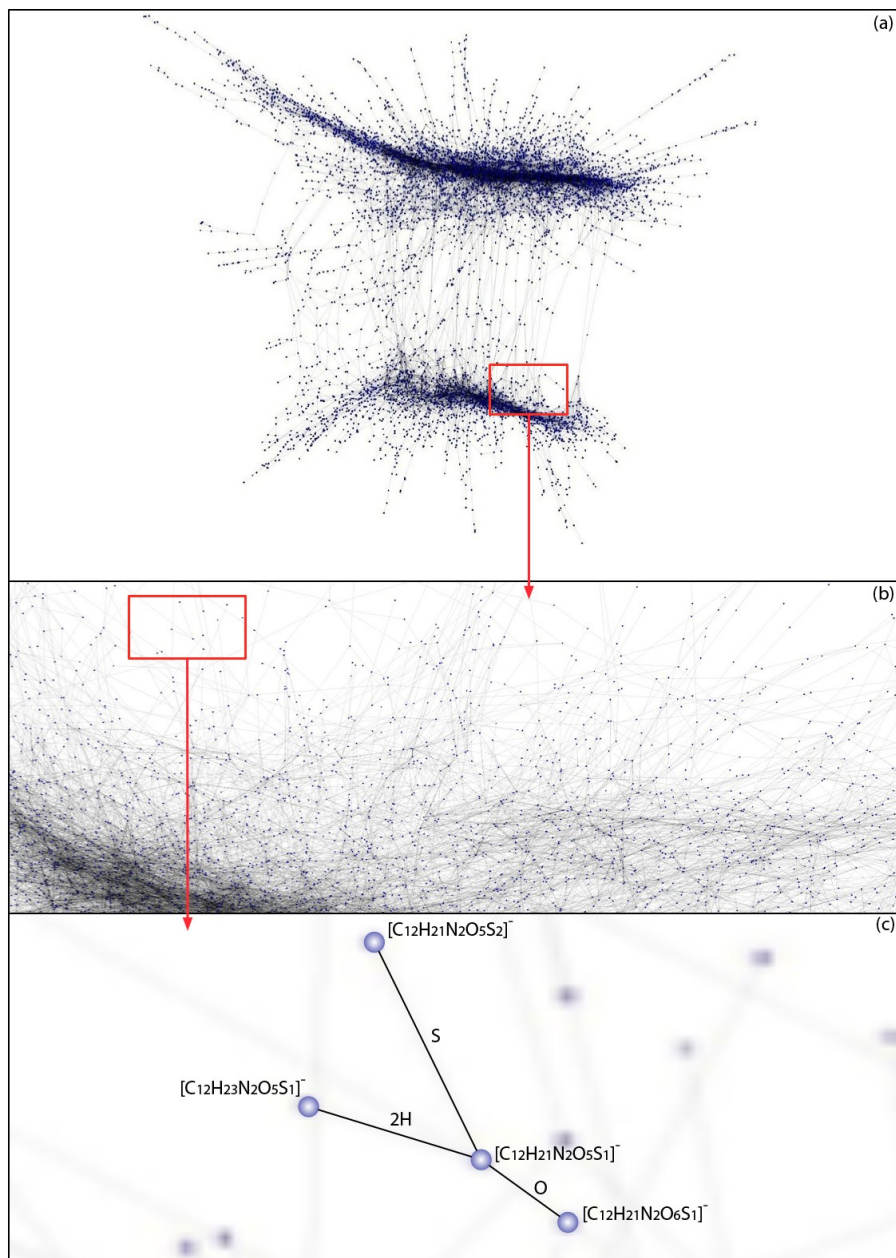 (a)
(b)
(c)
[C12H21N2O5S2]⁻
S
[C12H23N2O5S1]⁻
2H
[C12H21N2O5S1]⁻
O
[C12H21N2O6S1]⁻